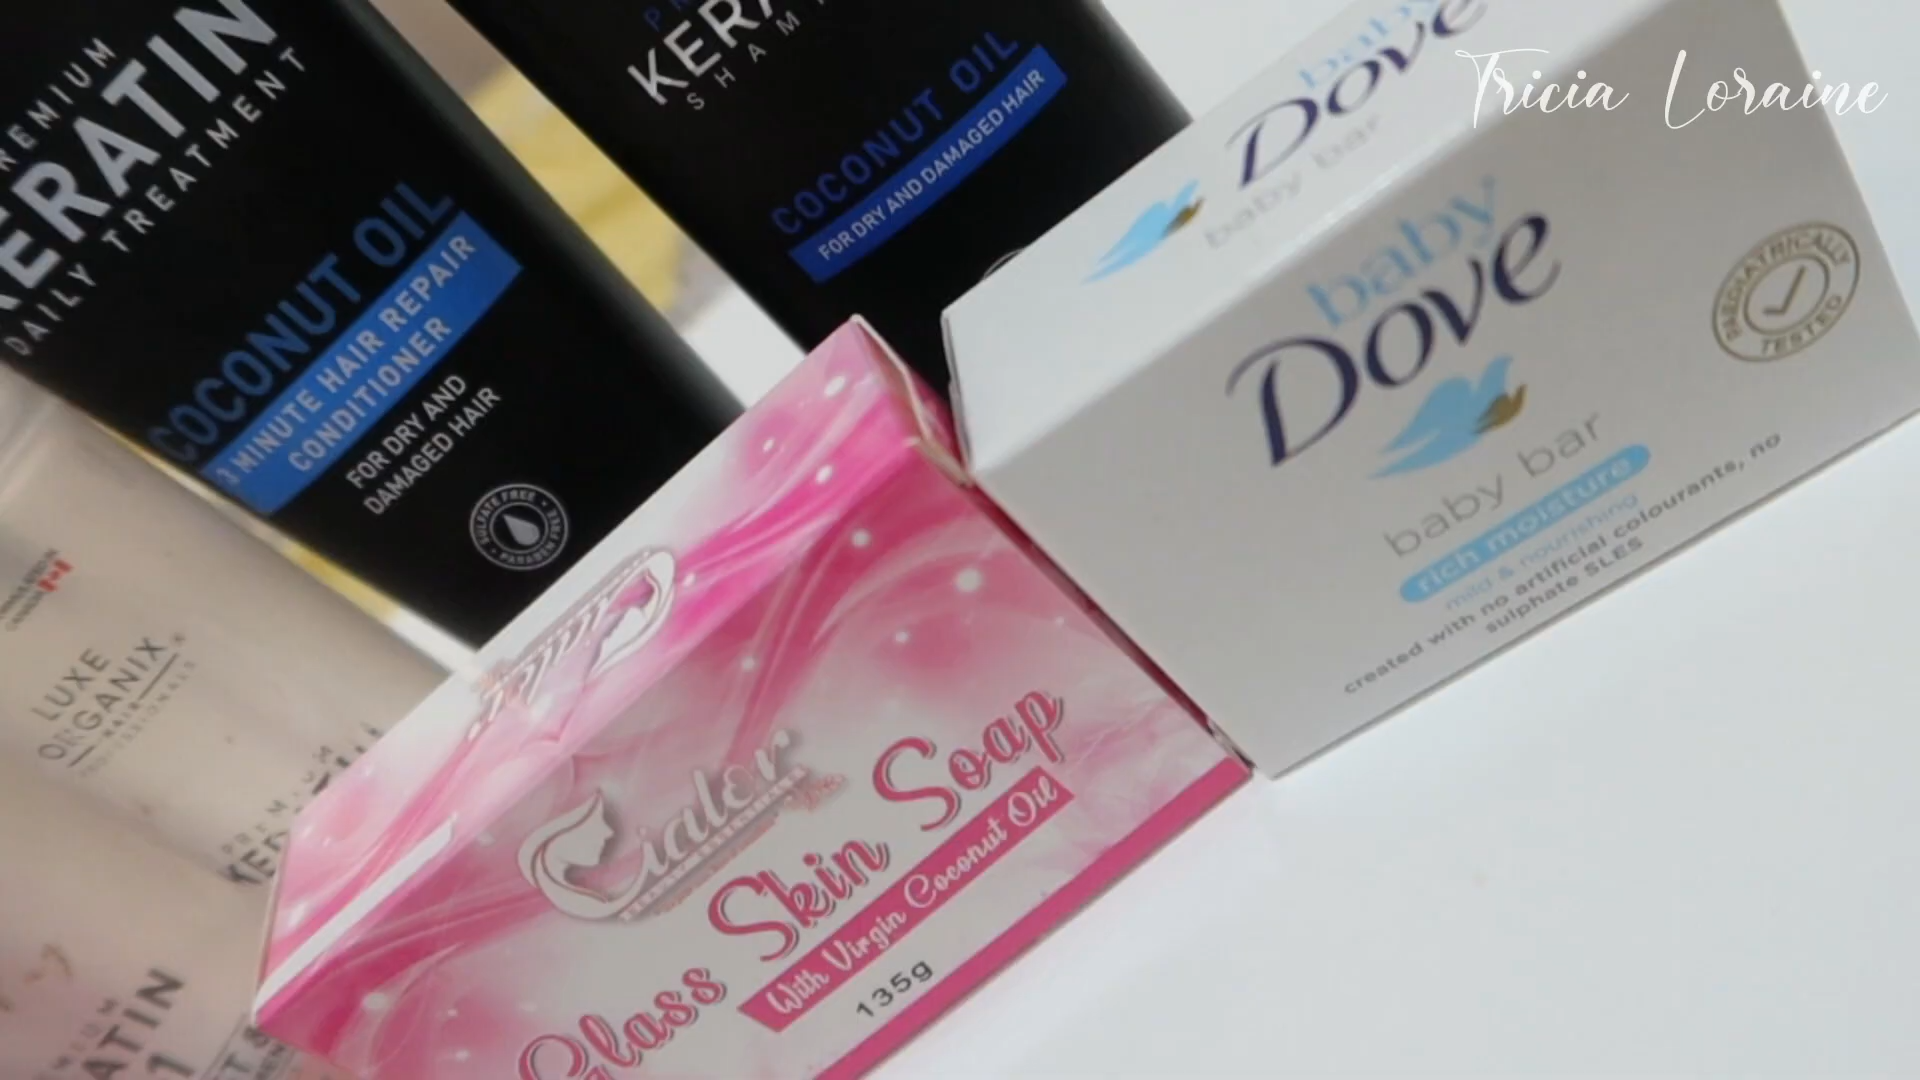 Tricia Loraine
PREMIUM
KERATIN
DAILY TREATMENT
COCONUT OIL
3 MINUTE HAIR REPAIR
CONDITIONER
FOR DRY AND
DAMAGED HAIR
SULFATE FREE • PARABEN FREE
COCONUT OIL
FOR DRY AND DAMAGED HAIR
baby
Dove
baby bar
baby
Dove
baby bar
rich moisture
mild & nourishing
created with no artificial colourants, no
sulphate SLES
PEDIATRICALLY
TESTED
Glass Skin Soap
With Virgin Coconut Oil
135g
LUXE
ORGANIX
HAIR
PROFESSIONALS